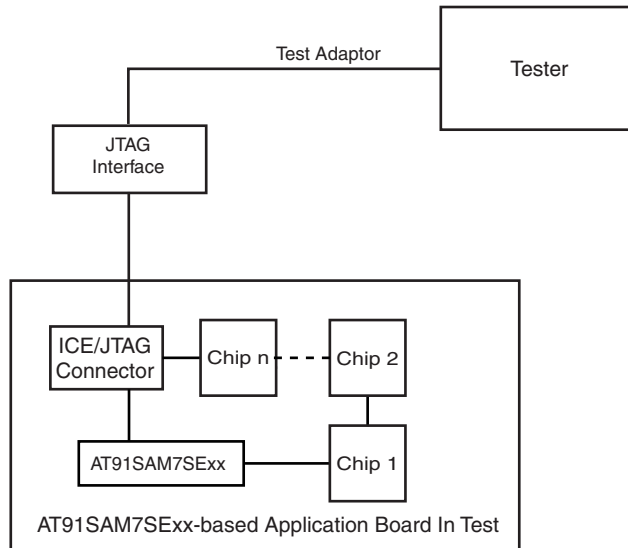 Test Adaptor
Tester
JTAG
Interface
ICE/JTAG
Connector
Chip n
Chip 2
AT91SAM7SExx
Chip 1
AT91SAM7SExx-based Application Board In Test